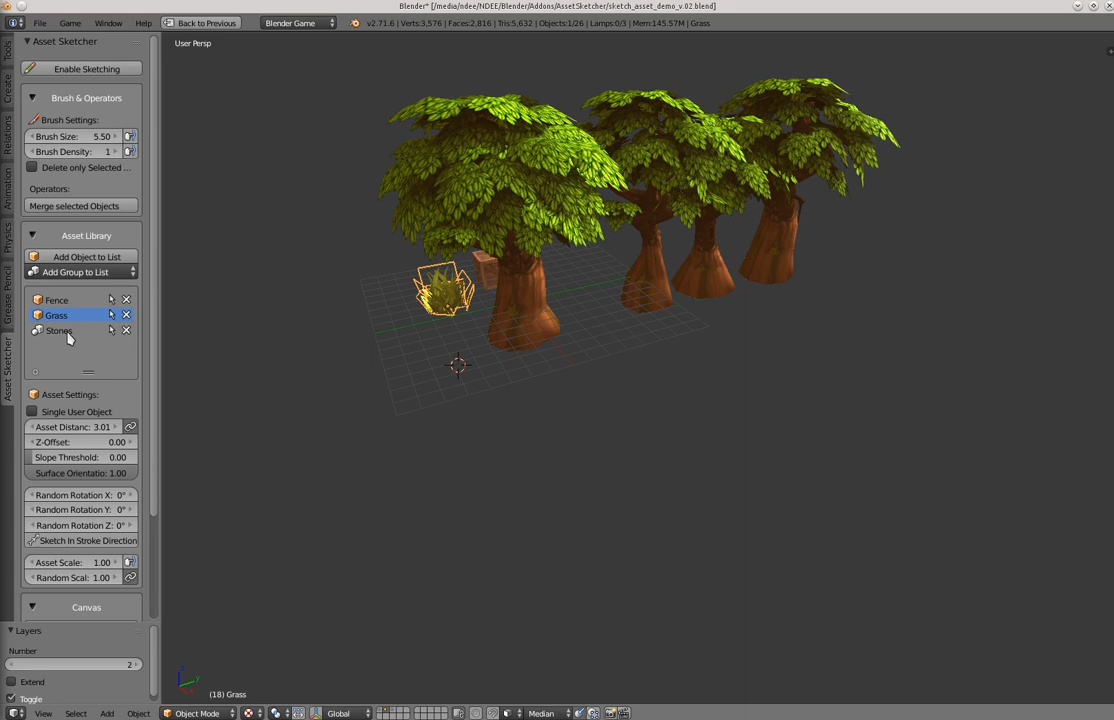 Blender* [/media/ndee/NDEE/Blender/Addons/AssetSketcher/sketch_asset_demo_v.02.blend]
File Game Window Help Back to Previous Blender Game v2.71.6 | Verts:3,576 | Faces:2,816 | Tris:5,632 | Objects:1/26 | Lamps:0/3 | Mem:145.57M | Grass
Tools
Create
Relations
Animation
Physics
Grease Pencil
Asset Sketcher
Asset Sketcher
Enable Sketching
Brush & Operators
Brush Settings:
Brush Size: 5.50
Brush Density: 1
Delete only Selected ...
Operators:
Merge selected Objects
Asset Library
Add Object to List
Add Group to List
Fence
Grass
Stones
Asset Settings:
Single User Object
Asset Distanc: 3.01
Z-Offset: 0.00
Slope Threshold: 0.00
Surface Orientatio: 1.00
Random Rotation X: 0°
Random Rotation Y: 0°
Random Rotation Z: 0°
Sketch In Stroke Direction
Asset Scale: 1.00
Random Scal: 1.00
Canvas
Layers
Number
2
Extend
Toggle
User Persp
(18) Grass
View Select Add Object Object Mode Global Median